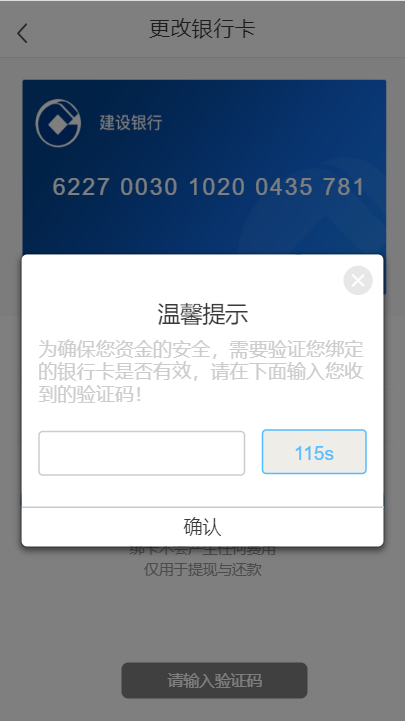 更改银行卡
建设银行
6227 0030 1020 0435 781
温馨提示
为确保您资金的安全，需要验证您绑定
的银行卡是否有效，请在下面输入您收
到的验证码！
115s
确认
绑卡不会产生任何费用
仅用于提现与还款
请输入验证码